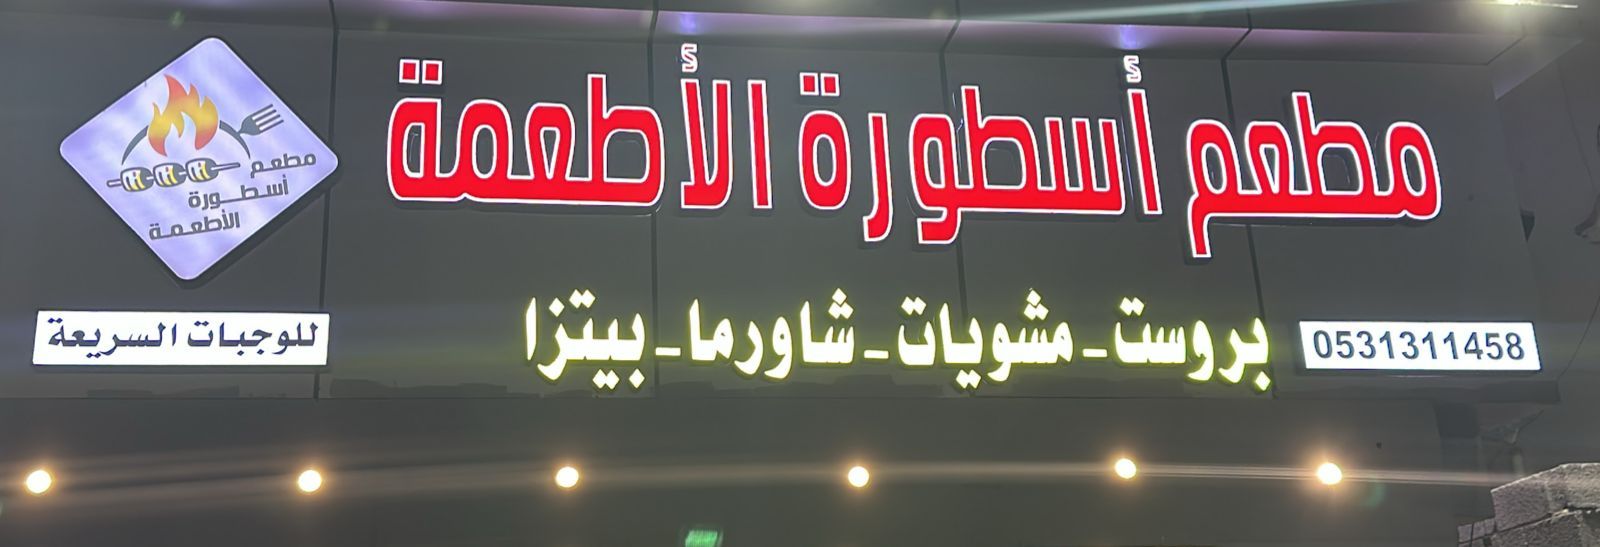 مطعم أسطورة الأطعمة
بروست - مشويات - شاورما - بيتزا
0531311458
مطعم
أسطورة
الأطعمة
للوجبات السريعة